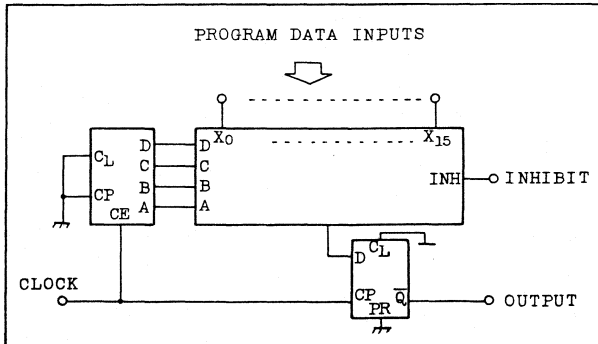 PROGRAM DATA INPUTS
X0 X15
CL D D
C C
CP B B INH INHIBIT
CE A A
D CL
CLOCK
CP Q̅ OUTPUT
PR